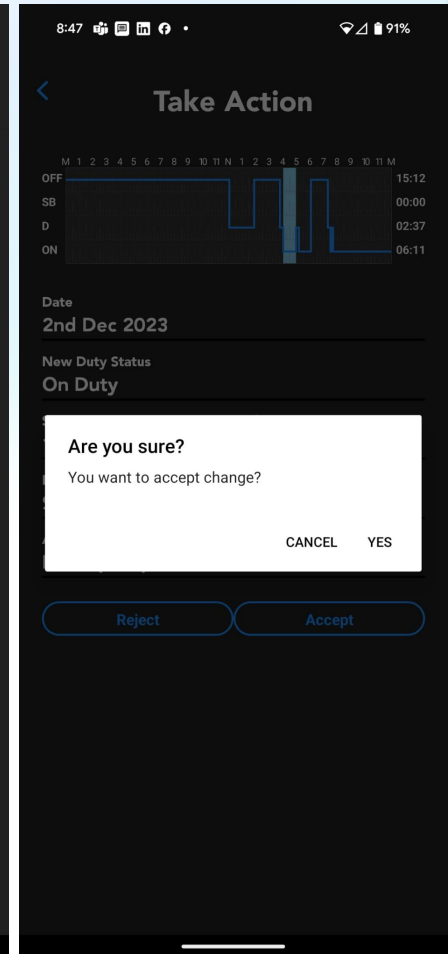 8:47
91%
Take Action
M 1 2 3 4 5 6 7 8 9 10 11 N 1 2 3 4 5 6 7 8 9 10 11 M
OFF 15:12
SB 00:00
D 02:37
ON 06:11
Date
2nd Dec 2023
New Duty Status
On Duty
Are you sure?
You want to accept change?
CANCEL YES
Reject Accept